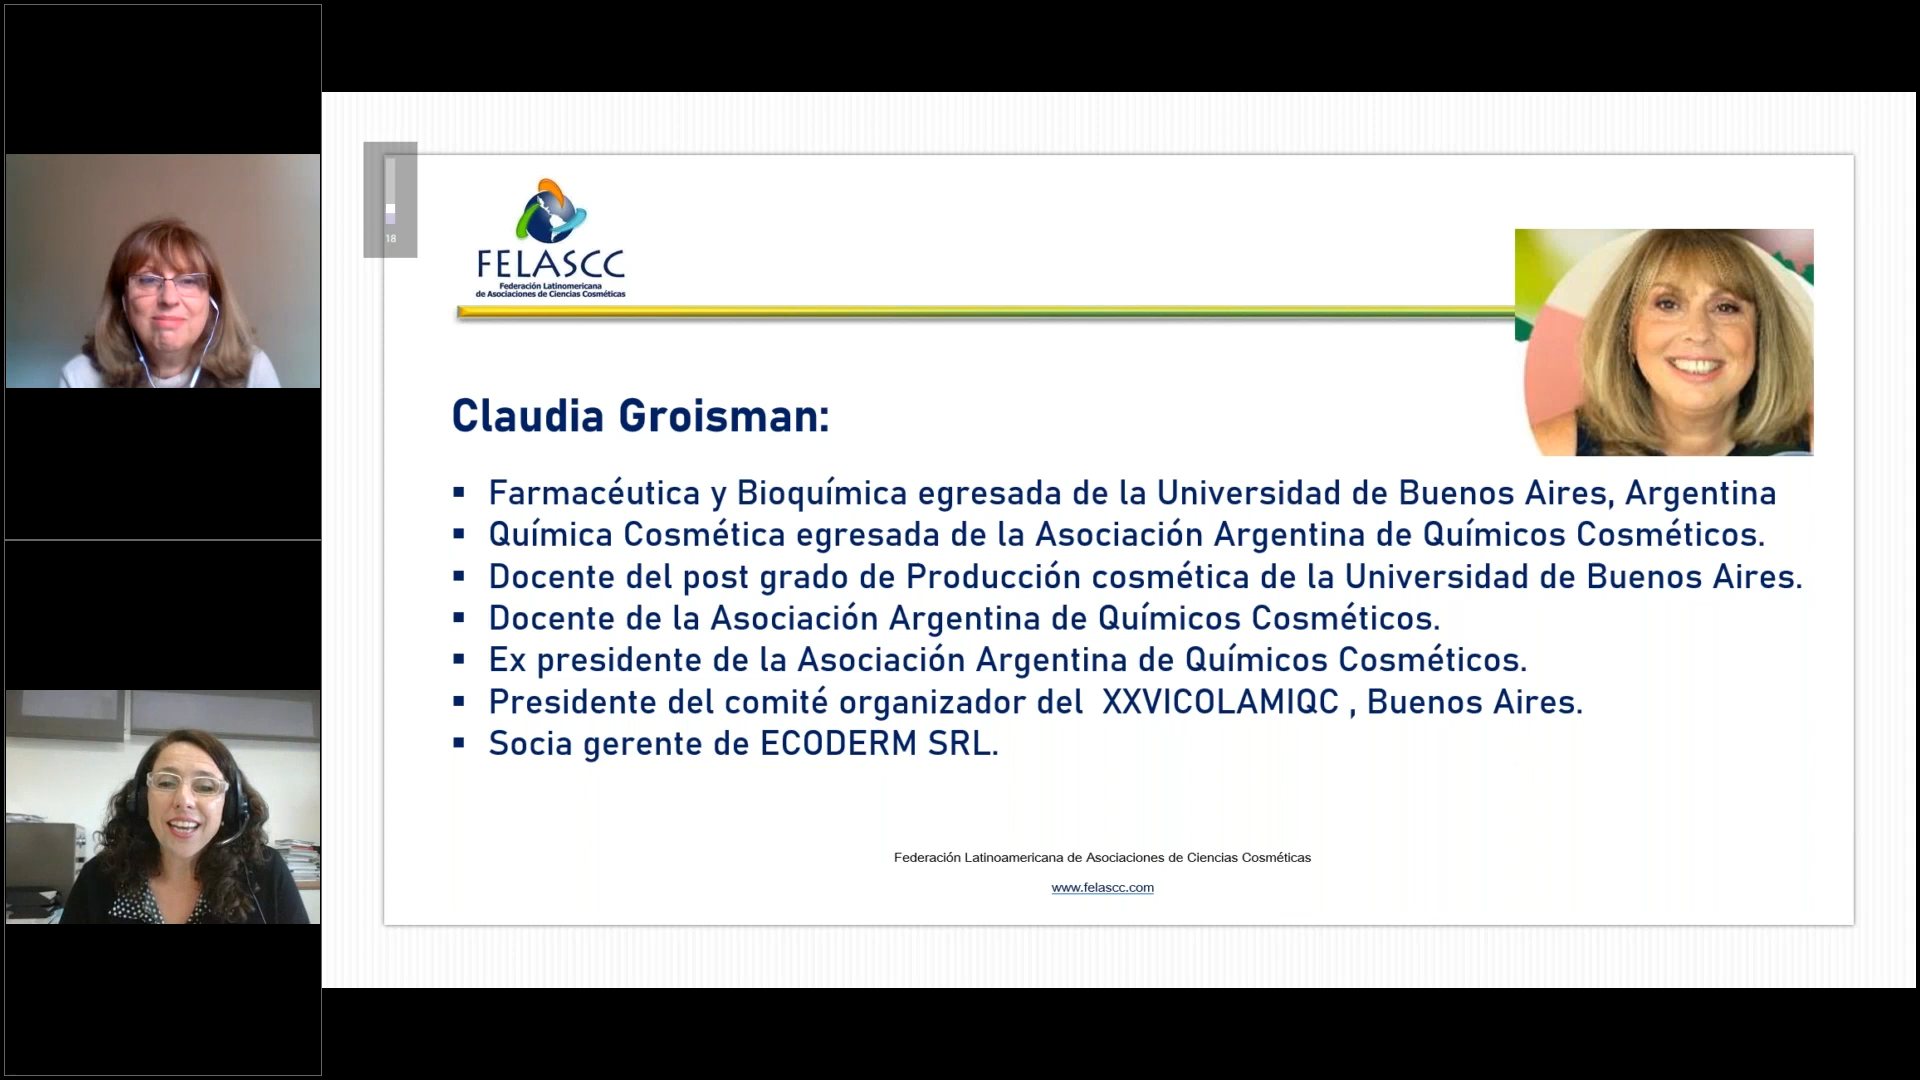 18
FELASCC
Federación Latinomericana
de Asociaciones de Ciencias Cosméticas
Claudia Groisman:
▪ Farmacéutica y Bioquímica egresada de la Universidad de Buenos Aires, Argentina
▪ Química Cosmética egresada de la Asociación Argentina de Químicos Cosméticos.
▪ Docente del post grado de Producción cosmética de la Universidad de Buenos Aires.
▪ Docente de la Asociación Argentina de Químicos Cosméticos.
▪ Ex presidente de la Asociación Argentina de Químicos Cosméticos.
▪ Presidente del comité organizador del XXVICOLAMIQC , Buenos Aires.
▪ Socia gerente de ECODERM SRL.
Federación Latinoamericana de Asociaciones de Ciencias Cosméticas
www.felascc.com